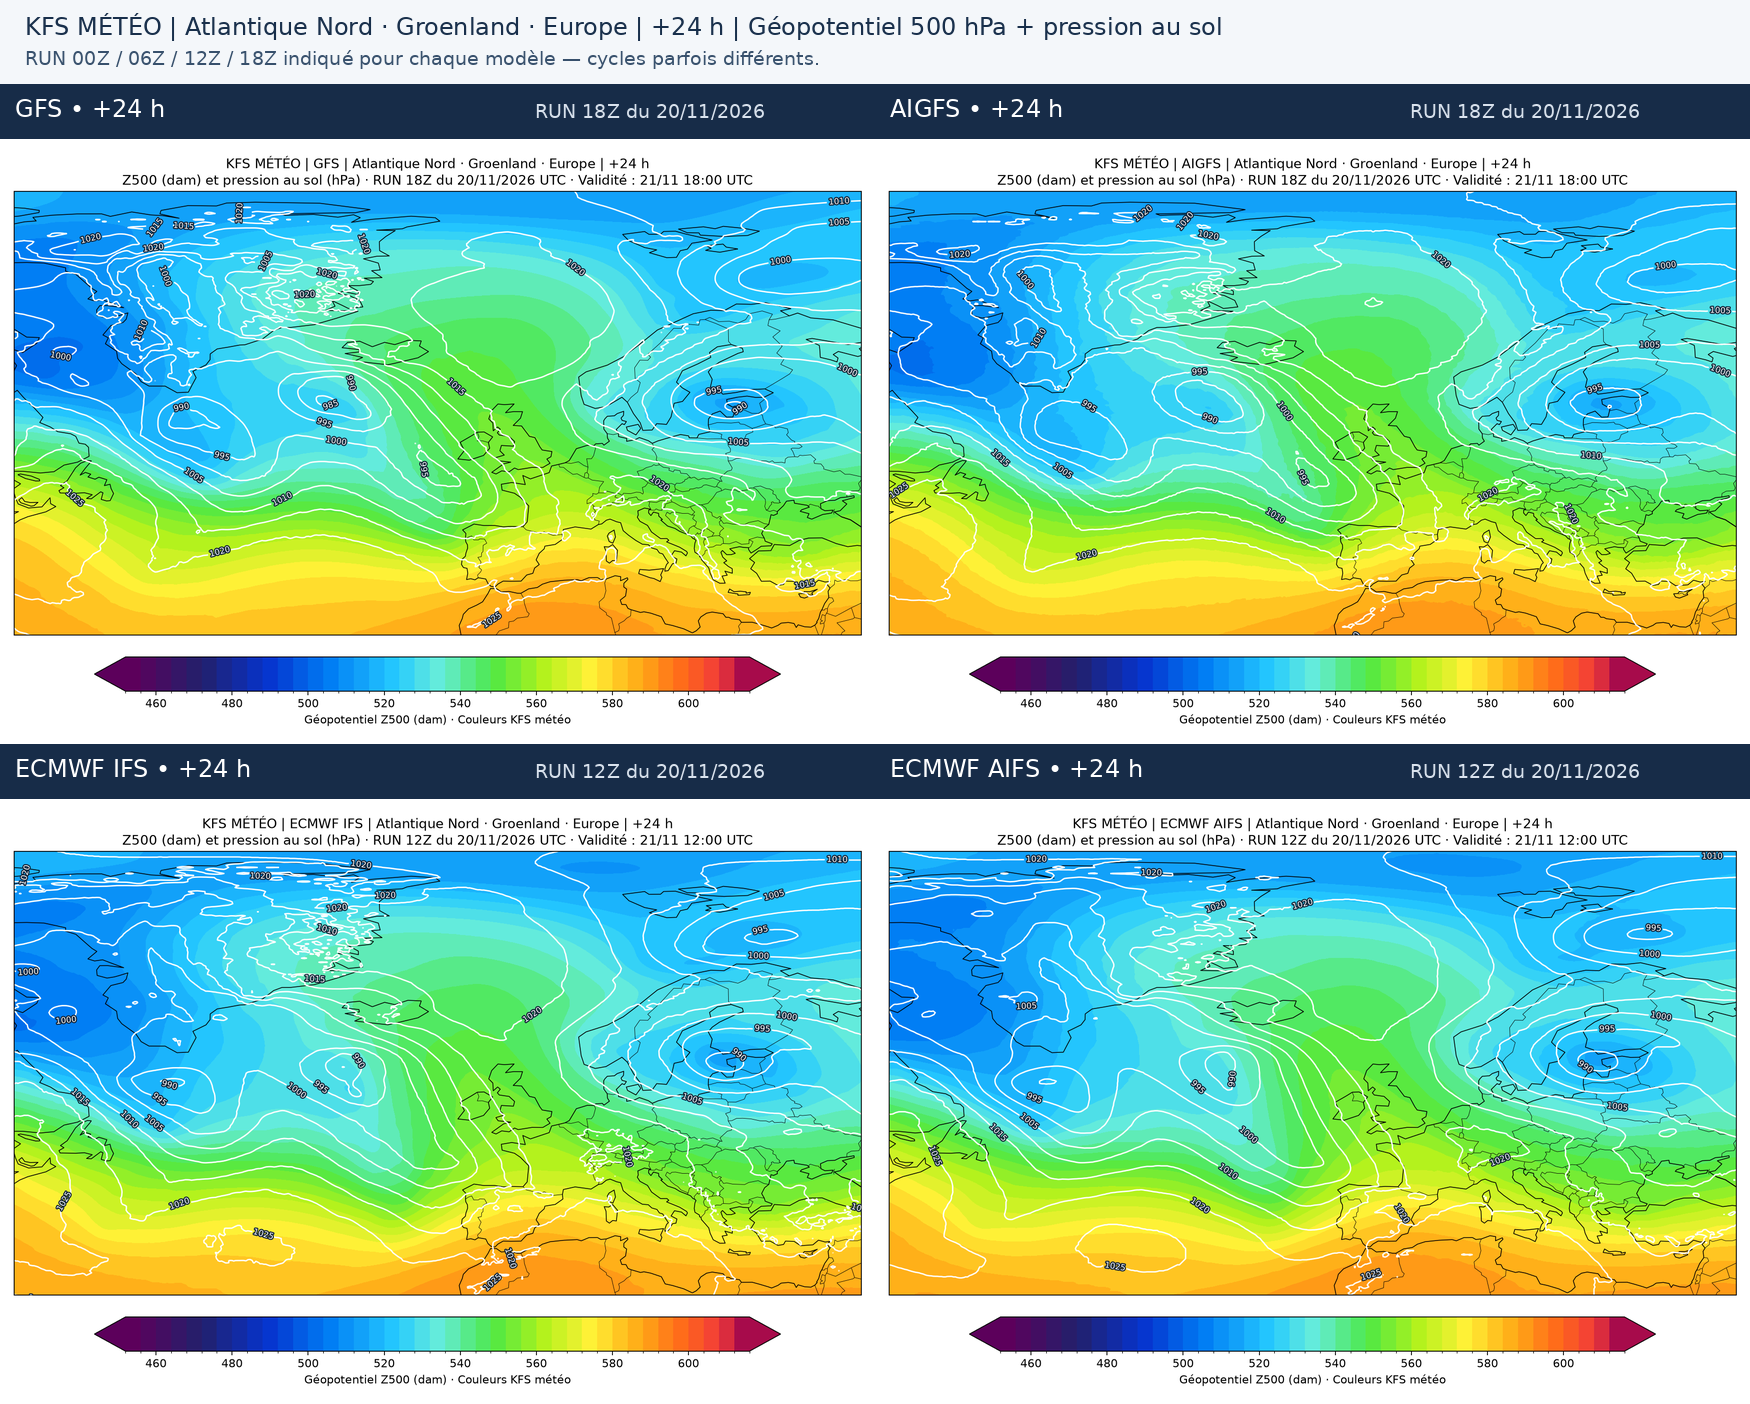 KFS MÉTÉO | Atlantique Nord · Groenland · Europe | +24 h | Géopotentiel 500 hPa + pression au sol
RUN 00Z / 06Z / 12Z / 18Z indiqué pour chaque modèle — cycles parfois différents.
GFS • +24 h
RUN 18Z du 20/11/2026
AIGFS • +24 h
RUN 18Z du 20/11/2026
KFS MÉTÉO | GFS | Atlantique Nord · Groenland · Europe | +24 h
Z500 (dam) et pression au sol (hPa) · RUN 18Z du 20/11/2026 UTC · Validité : 21/11 18:00 UTC
KFS MÉTÉO | AIGFS | Atlantique Nord · Groenland · Europe | +24 h
Z500 (dam) et pression au sol (hPa) · RUN 18Z du 20/11/2026 UTC · Validité : 21/11 18:00 UTC
460 480 500 520 540 560 580 600
Géopotentiel Z500 (dam) · Couleurs KFS météo
460 480 500 520 540 560 580 600
Géopotentiel Z500 (dam) · Couleurs KFS météo
ECMWF IFS • +24 h
RUN 12Z du 20/11/2026
ECMWF AIFS • +24 h
RUN 12Z du 20/11/2026
KFS MÉTÉO | ECMWF IFS | Atlantique Nord · Groenland · Europe | +24 h
Z500 (dam) et pression au sol (hPa) · RUN 12Z du 20/11/2026 UTC · Validité : 21/11 12:00 UTC
KFS MÉTÉO | ECMWF AIFS | Atlantique Nord · Groenland · Europe | +24 h
Z500 (dam) et pression au sol (hPa) · RUN 12Z du 20/11/2026 UTC · Validité : 21/11 12:00 UTC
460 480 500 520 540 560 580 600
Géopotentiel Z500 (dam) · Couleurs KFS météo
460 480 500 520 540 560 580 600
Géopotentiel Z500 (dam) · Couleurs KFS météo